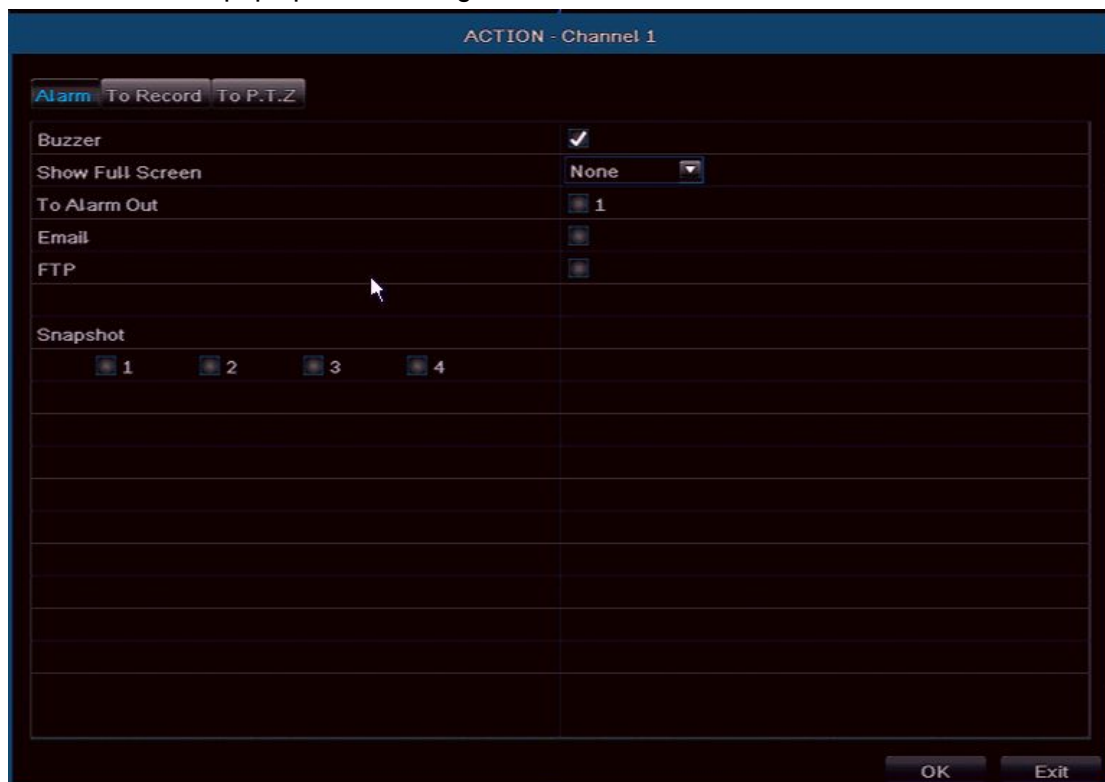 ACTION - Channel 1
Alarm To Record To P.T.Z
Buzzer
Show Full Screen None
To Alarm Out 1
Email
FTP
Snapshot
1 2 3 4
OK Exit